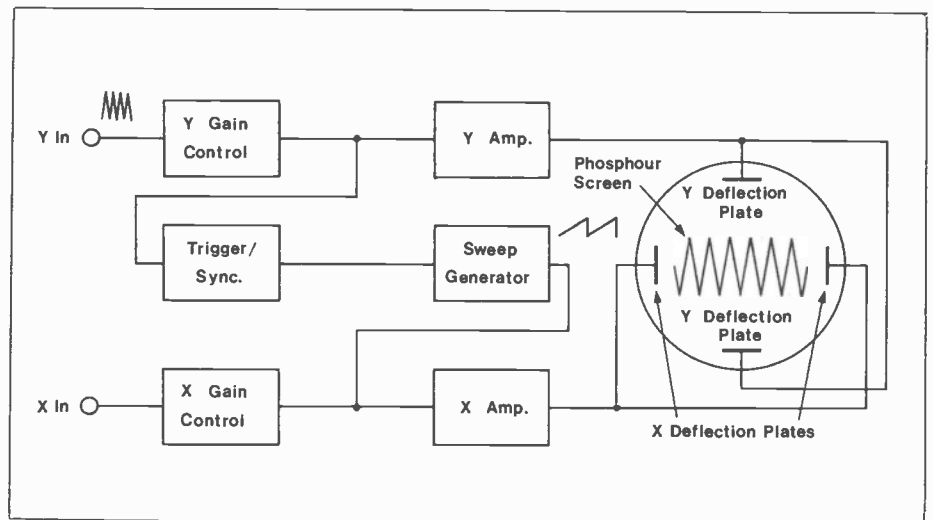 Y In
Y Gain
Control
Y Amp.
Phosphour
Screen
Y Deflection
Plate
Trigger/
Sync.
Sweep
Generator
Y Deflection
Plate
X In
X Gain
Control
X Amp.
X Deflection Plates